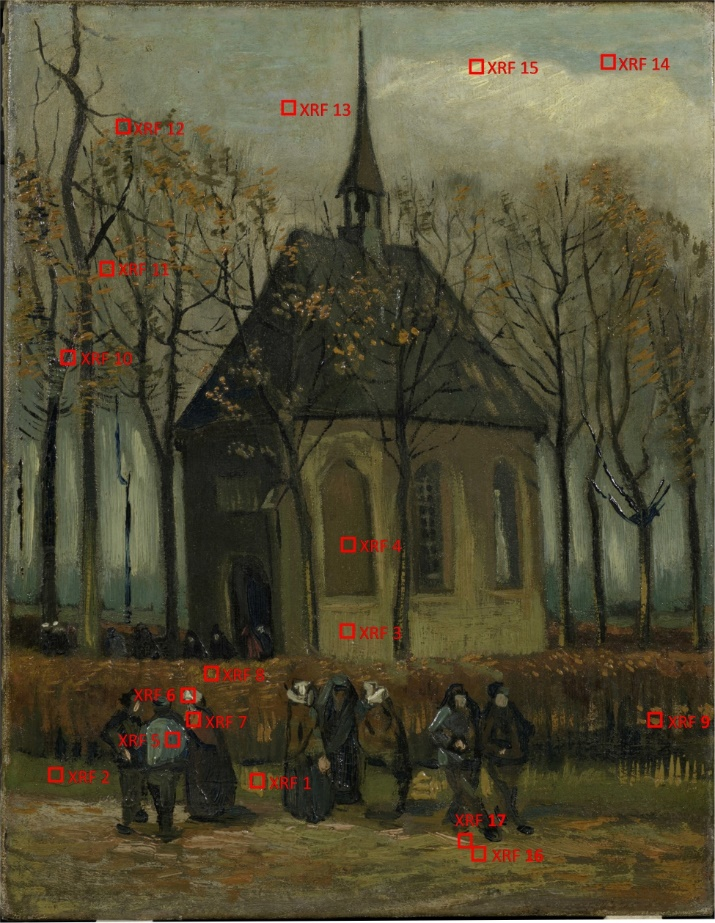 XRF 15
XRF 14
XRF 13
XRF 12
XRF 11
XRF 10
XRF 4
XRF 3
XRF 8
XRF 6
XRF 7
XRF 9
XRF 5
XRF 2
XRF 1
XRF 17
XRF 16